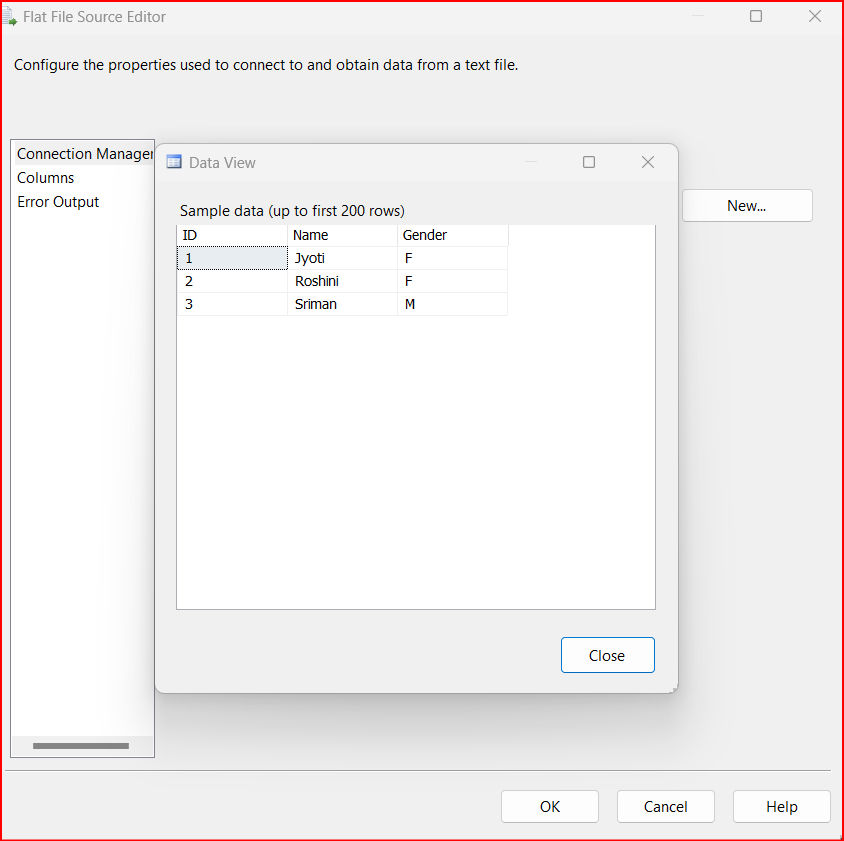 Flat File Source Editor
Configure the properties used to connect to and obtain data from a text file.
Connection Manager
Columns
Error Output
New...
Data View
Sample data (up to first 200 rows)
ID Name Gender
1 Jyoti F
2 Roshini F
3 Sriman M
Close
OK Cancel Help